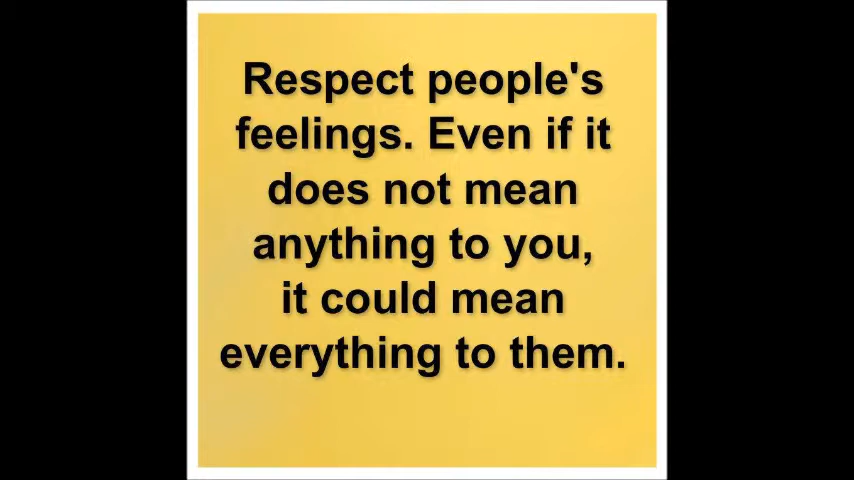 Respect people's
feelings. Even if it
does not mean
anything to you,
it could mean
everything to them.